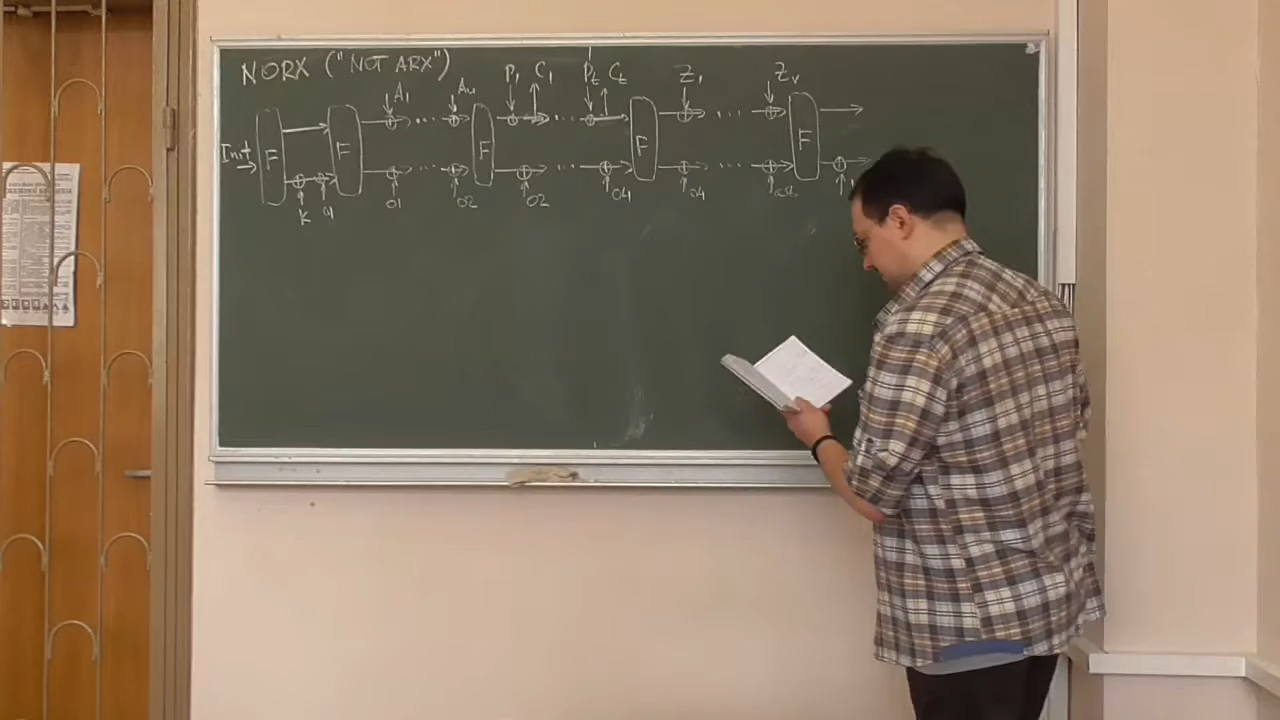 NORX ("NOT ARX")
A1 Au P1 C1 Pt Ct Z1 Zv
Init F F F F F
K 01 02 02 04 04